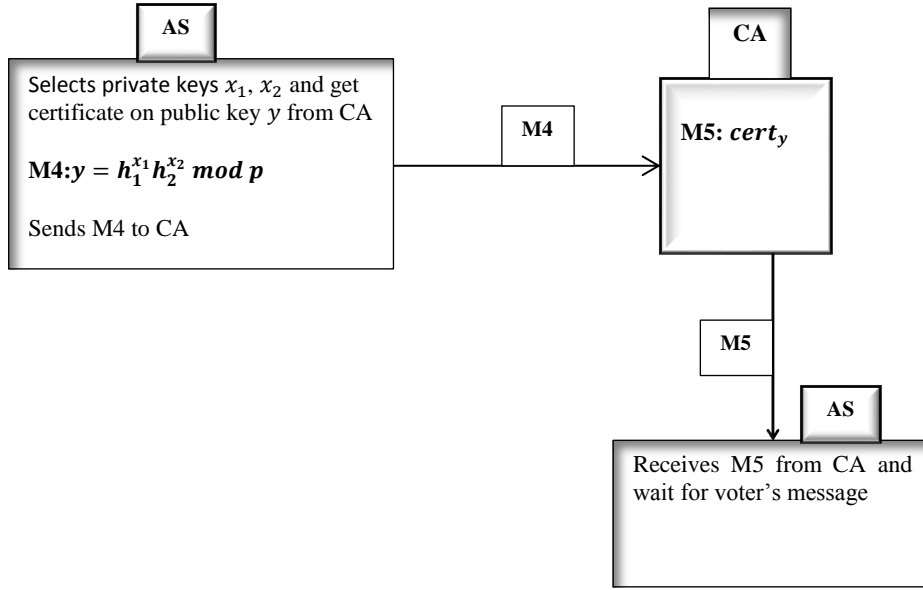 AS
Selects private keys x₁, x₂ and get
certificate on public key y from CA
M4:y = h₁^{x₁} h₂^{x₂} mod p
Sends M4 to CA
M4
CA
M5: cert_y
M5
AS
Receives M5 from CA and
wait for voter’s message